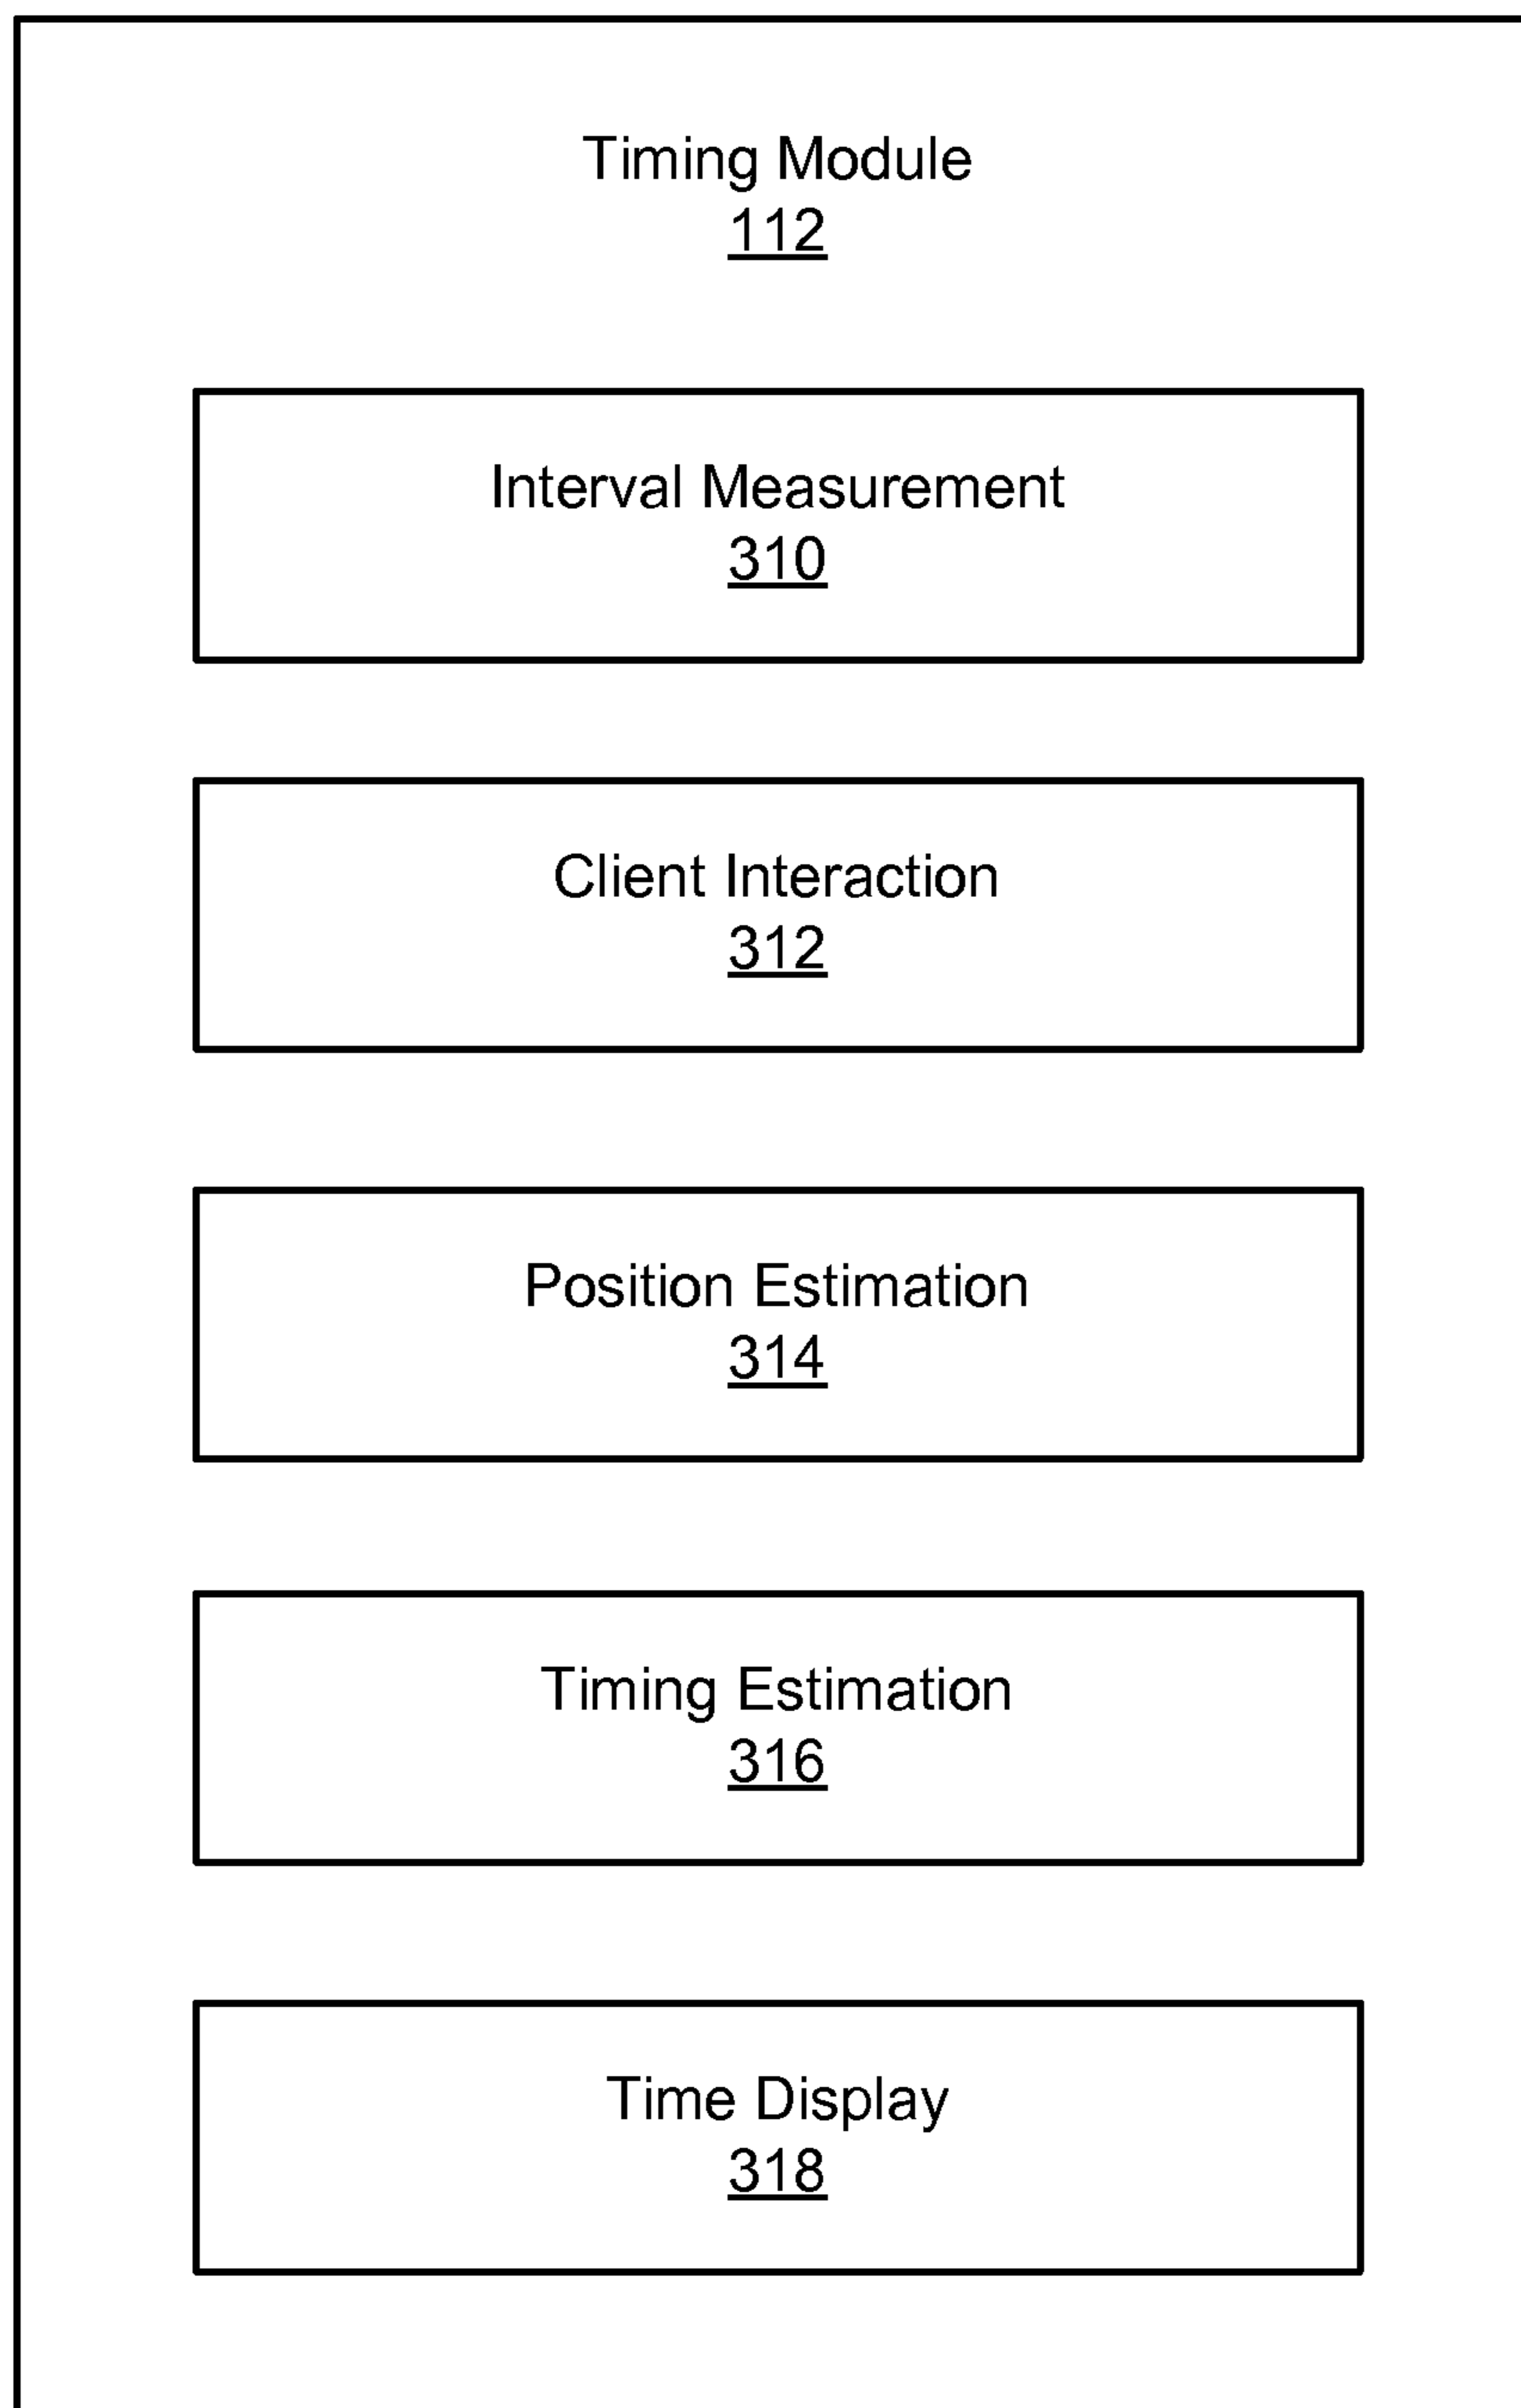 Timing Module
112
Interval Measurement
310
Client Interaction
312
Position Estimation
314
Timing Estimation
316
Time Display
318